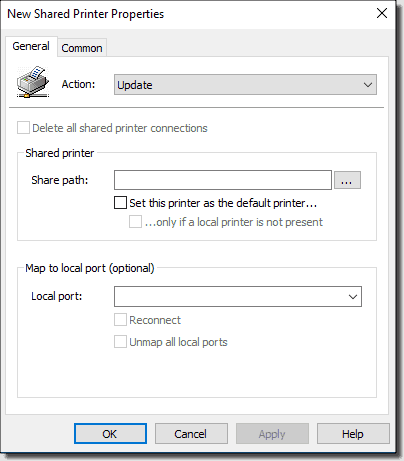 New Shared Printer Properties
General
Common
Action:
Update
Delete all shared printer connections
Shared printer
Share path:
...
Set this printer as the default printer...
...only if a local printer is not present
Map to local port (optional)
Local port:
Reconnect
Unmap all local ports
OK
Cancel
Apply
Help